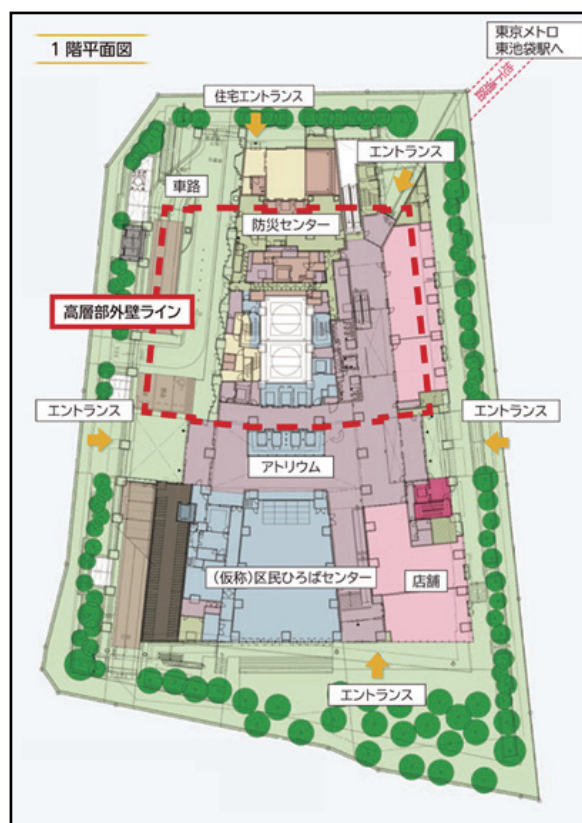 1階平面図
東京メトロ
東池袋駅へ
地下通路
住宅エントランス
エントランス
車路
防災センター
高層部外壁ライン
エントランス
エントランス
アトリウム
(仮称)区民ひろばセンター
店舗
エントランス